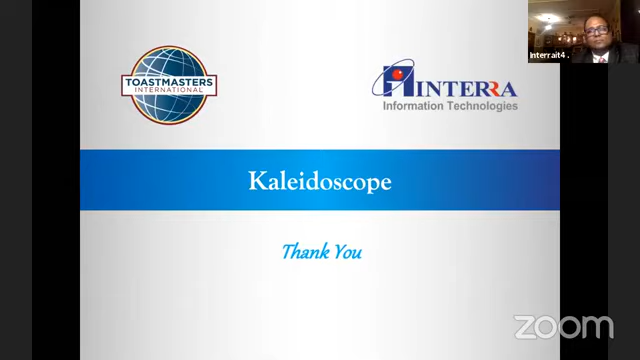 TOASTMASTERS
INTERNATIONAL
INTERRA
Information Technologies
Interrait4 .
Kaleidoscope
Thank You
zoom